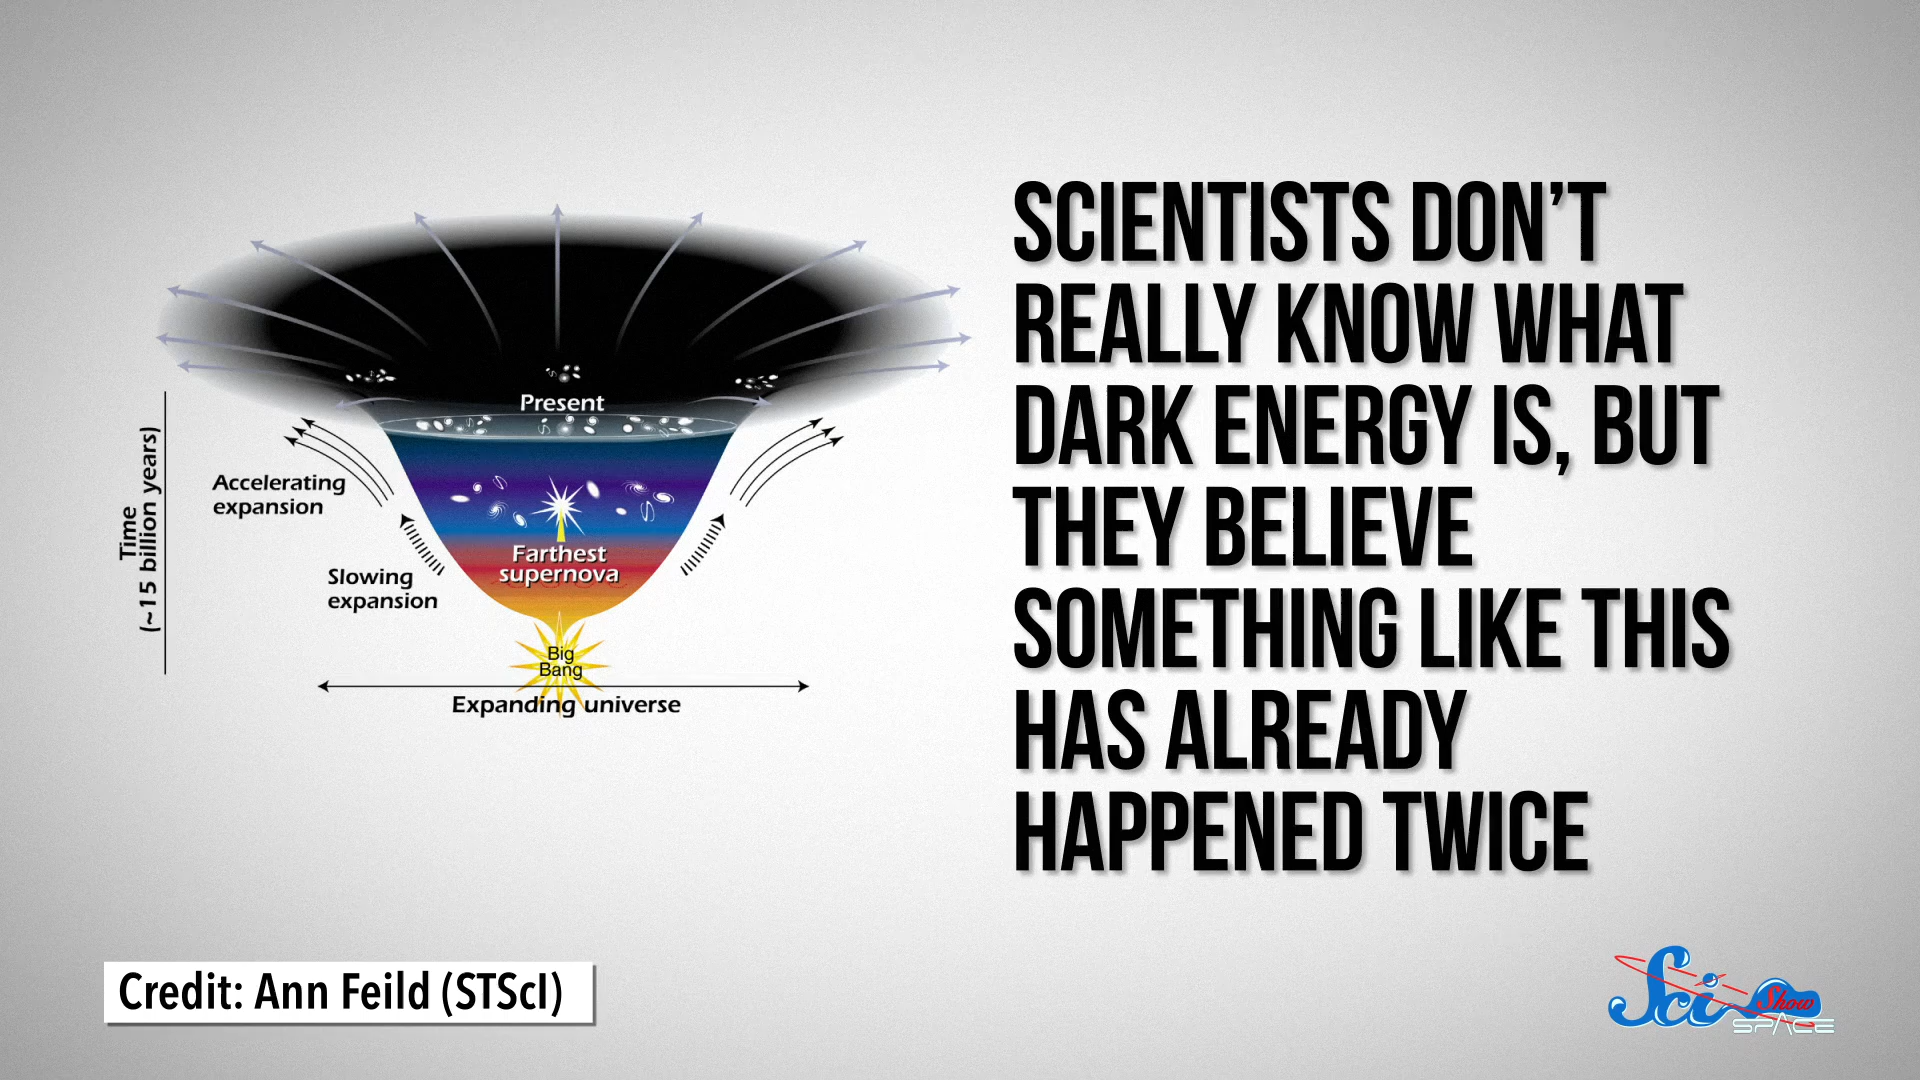 SCIENTISTS DON'T
REALLY KNOW WHAT
DARK ENERGY IS, BUT
THEY BELIEVE
SOMETHING LIKE THIS
HAS ALREADY
HAPPENED TWICE
Present
Accelerating
expansion
Farthest
supernova
Slowing
expansion
Time
(~15 billion years)
Big
Bang
Expanding universe
Credit: Ann Feild (STScI)
Sci Show
SPACE